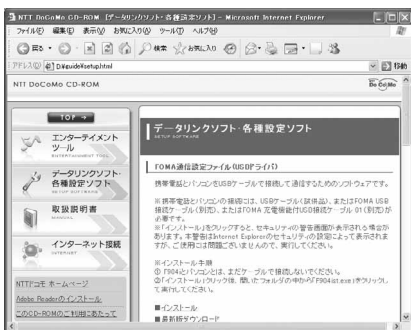 NTT DoCoMo CD-ROM [データリンクソフト・各種設定ソフト] - Microsoft Internet Explorer
ファイル(F) 編集(E) 表示(V) お気に入り(A) ツール(T) ヘルプ(H)
戻る 検索 お気に入り
アドレス(D) D:¥guide¥setup.html 移動
NTT DoCoMo CD-ROM
DoCoMo
TOP
エンターテイメント
ツール
ENTERTAINMENT TOOL
データリンクソフト・
各種設定ソフト
取扱説明書
MANUAL
インターネット接続
INTERNET
NTTドコモ ホームページ
Adobe Readerのインストール
このCD-ROMのご利用にあたって
データリンクソフト・各種設定ソフト
SETUP SOFTWARE
FOMA通信設定ファイル(USBドライバ)
携帯電話とパソコンをUSBケーブルで接続して通信するためのソフトウェアです。
※携帯電話とパソコンの接続には、USBケーブル(試供品)、またはFOMA USB
接続ケーブル(別売)、またはFOMA 充電機能付USB接続ケーブル 01(別売)が
必要です。
※「インストール」をクリックすると、セキュリティの警告画面が表示される場合が
あります。本警告はInternet Explorerのセキュリティの設定によって表示されま
すが、ご使用には問題ございませんので、実行してください。
※インストール手順
① F904iとパソコンとは、まだケーブルで接続しないでください。
②「インストール」クリック後、開いたフォルダの中から「F904ist.exe」をクリックし
て実行してください。
■インストール
■最新版ダウンロード